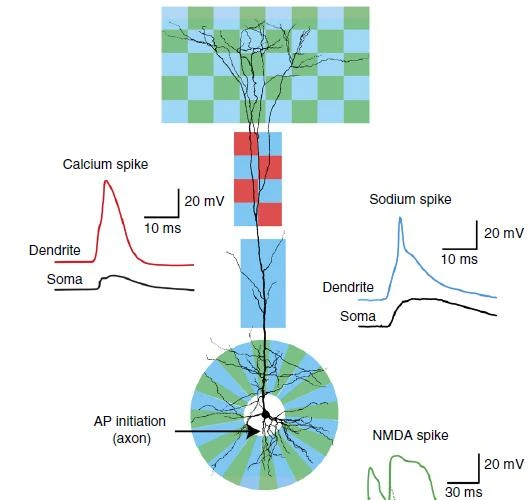 Calcium spike
20 mV
10 ms
Dendrite
Soma
Sodium spike
20 mV
10 ms
Dendrite
Soma
AP initiation
(axon)
NMDA spike
20 mV
30 ms